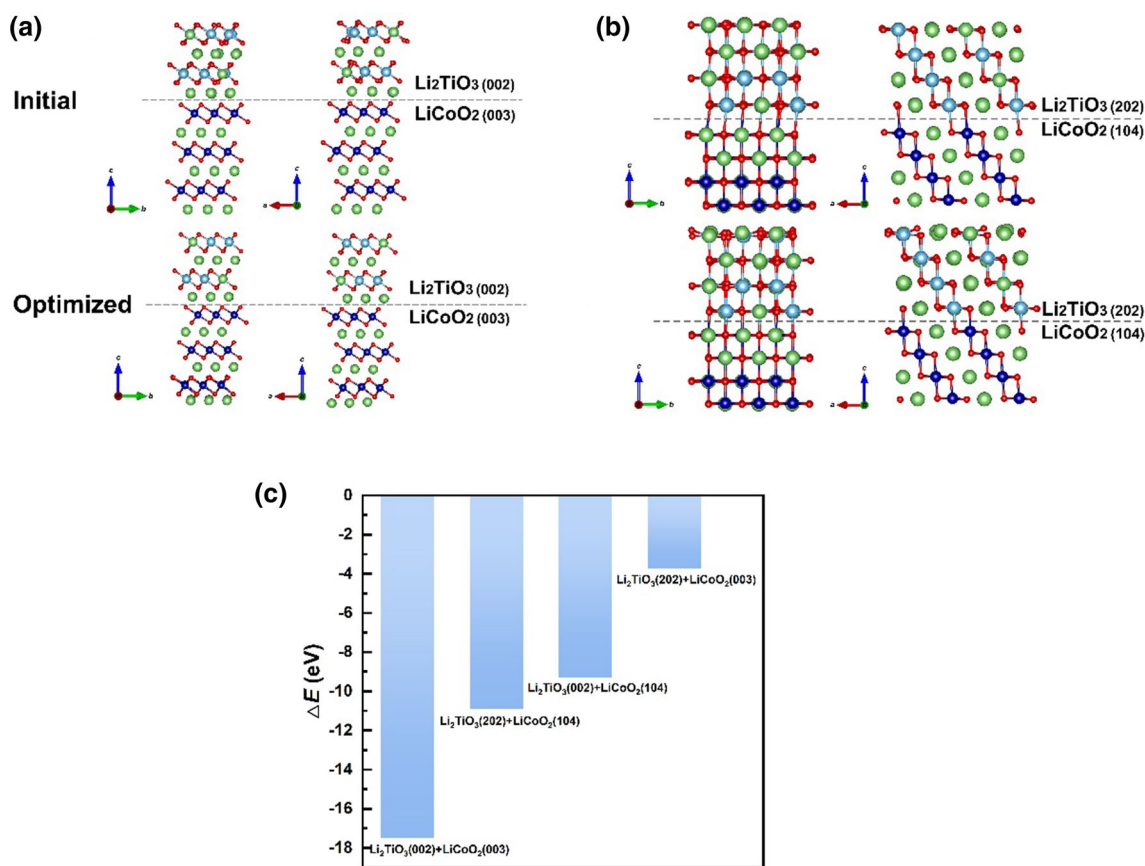 (a)
(b)
Initial
Li₂TiO₃ (002)
LiCoO₂ (003)
c
b
c
a
Li₂TiO₃ (202)
LiCoO₂ (104)
c
b
c
a
Optimized
Li₂TiO₃ (002)
LiCoO₂ (003)
c
b
c
a
Li₂TiO₃ (202)
LiCoO₂ (104)
c
b
c
a
(c)
ΔE (eV)
0
-2
-4
-6
-8
-10
-12
-14
-16
-18
Li₂TiO₃(202)+LiCoO₂(003)
Li₂TiO₃(002)+LiCoO₂(104)
Li₂TiO₃(202)+LiCoO₂(104)
Li₂TiO₃(002)+LiCoO₂(003)